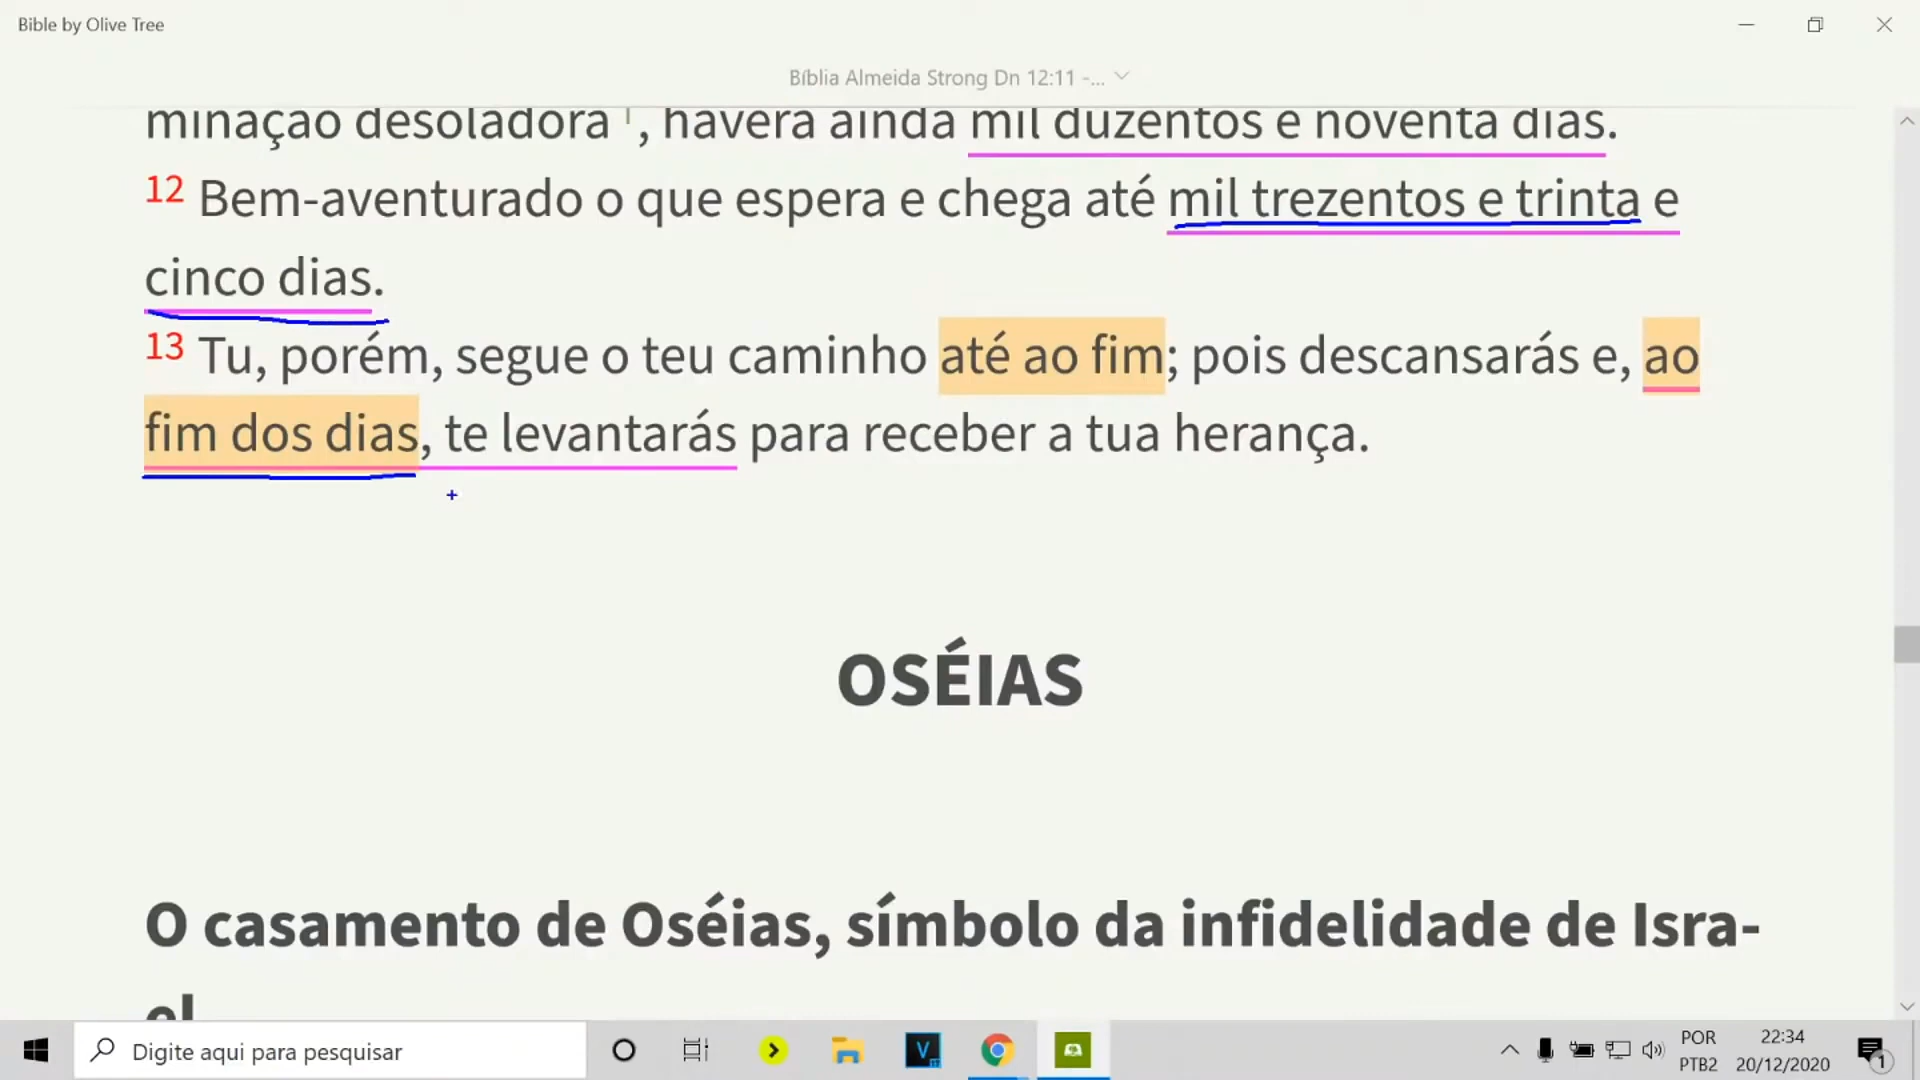 Bible by Olive Tree
Bíblia Almeida Strong Dn 12:11 -...
minação desoladora , haverá ainda mil duzentos e noventa dias.
12 Bem-aventurado o que espera e chega até mil trezentos e trinta e
cinco dias.
13 Tu, porém, segue o teu caminho até ao fim; pois descansarás e, ao
fim dos dias, te levantarás para receber a tua herança.
OSÉIAS
O casamento de Oséias, símbolo da infidelidade de Isra-
el
Digite aqui para pesquisar
V
POR
PTB2
22:34
20/12/2020
1